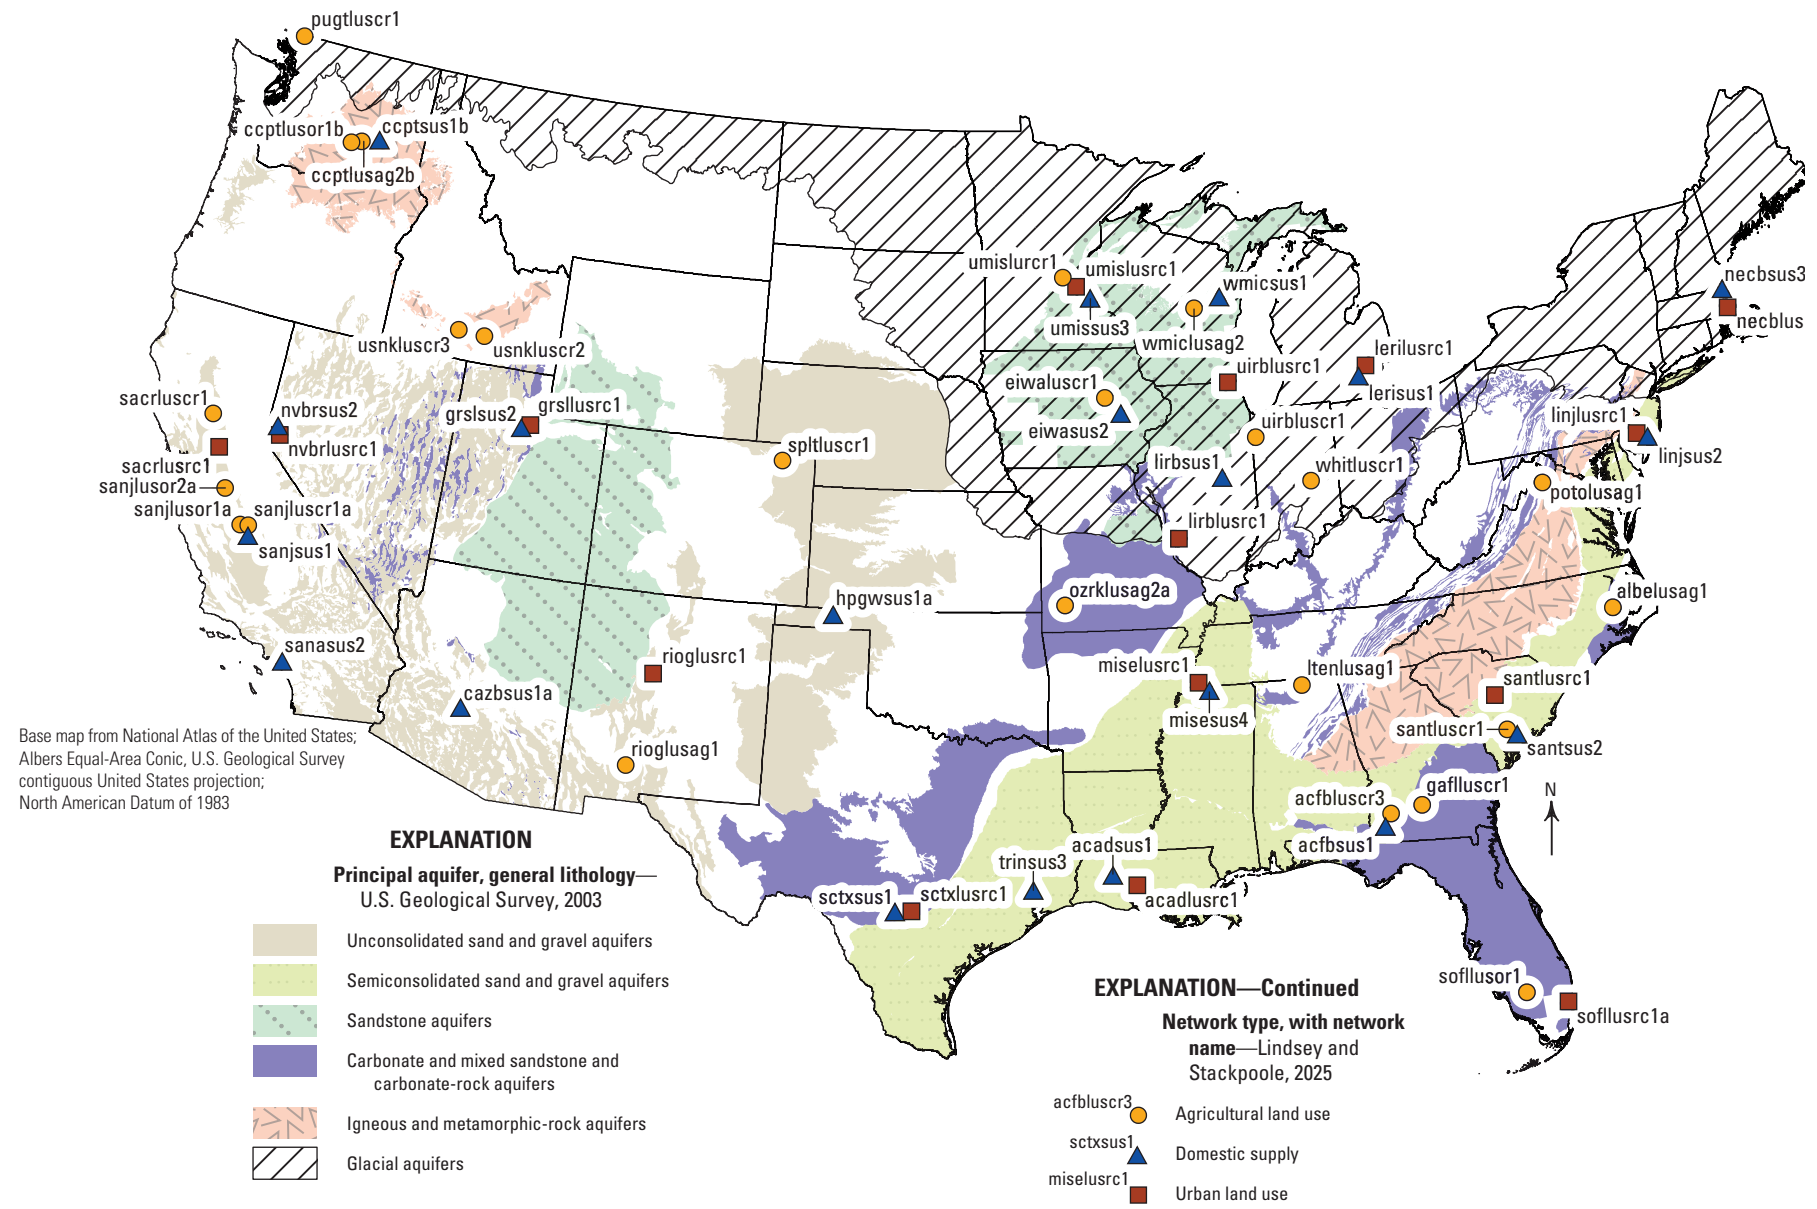 pugtluscr1
ccptlusor1b
ccptsus1b
ccptlusag2b
usnkluscr3
usnkluscr2
sacrluscr1
nvbrsus2
grslsus2
grsllusrc1
nvbrlusrc1
sacrlusrc1
sanjlusor2a
sanjlusor1a
sanjluscr1a
sanjsus1
sanasus2
cazbsus1a
rioglusrc1
rioglusag1
spltluscr1
hpgwsus1a
umislurcr1
umislusrc1
wmicsus1
umissus3
wmiclusag2
eiwaluscr1
eiwasus2
uirblusrc1
uirbluscr1
lerilusrc1
lerisus1
lirbsus1
whitluscr1
lirblusrc1
necbsus3
necblus
linjlusrc1
linjsus2
potolusag1
ozrklusag2a
albelusag1
miselusrc1
misesus4
ltenlusag1
santlusrc1
santluscr1
santsus2
acfbluscr3
gaflluscr1
acfbsus1
trinsus3
acadsus1
acadlusrc1
sctxsus1
sctxlusrc1
sofllusor1
sofllusrc1a
N
Base map from National Atlas of the United States;
Albers Equal-Area Conic, U.S. Geological Survey
contiguous United States projection;
North American Datum of 1983
EXPLANATION
Principal aquifer, general lithology—
U.S. Geological Survey, 2003
Unconsolidated sand and gravel aquifers
Semiconsolidated sand and gravel aquifers
Sandstone aquifers
Carbonate and mixed sandstone and
carbonate-rock aquifers
Igneous and metamorphic-rock aquifers
Glacial aquifers
EXPLANATION—Continued
Network type, with network
name—Lindsey and
Stackpoole, 2025
acfbluscr3
Agricultural land use
sctxsus1
Domestic supply
miselusrc1
Urban land use